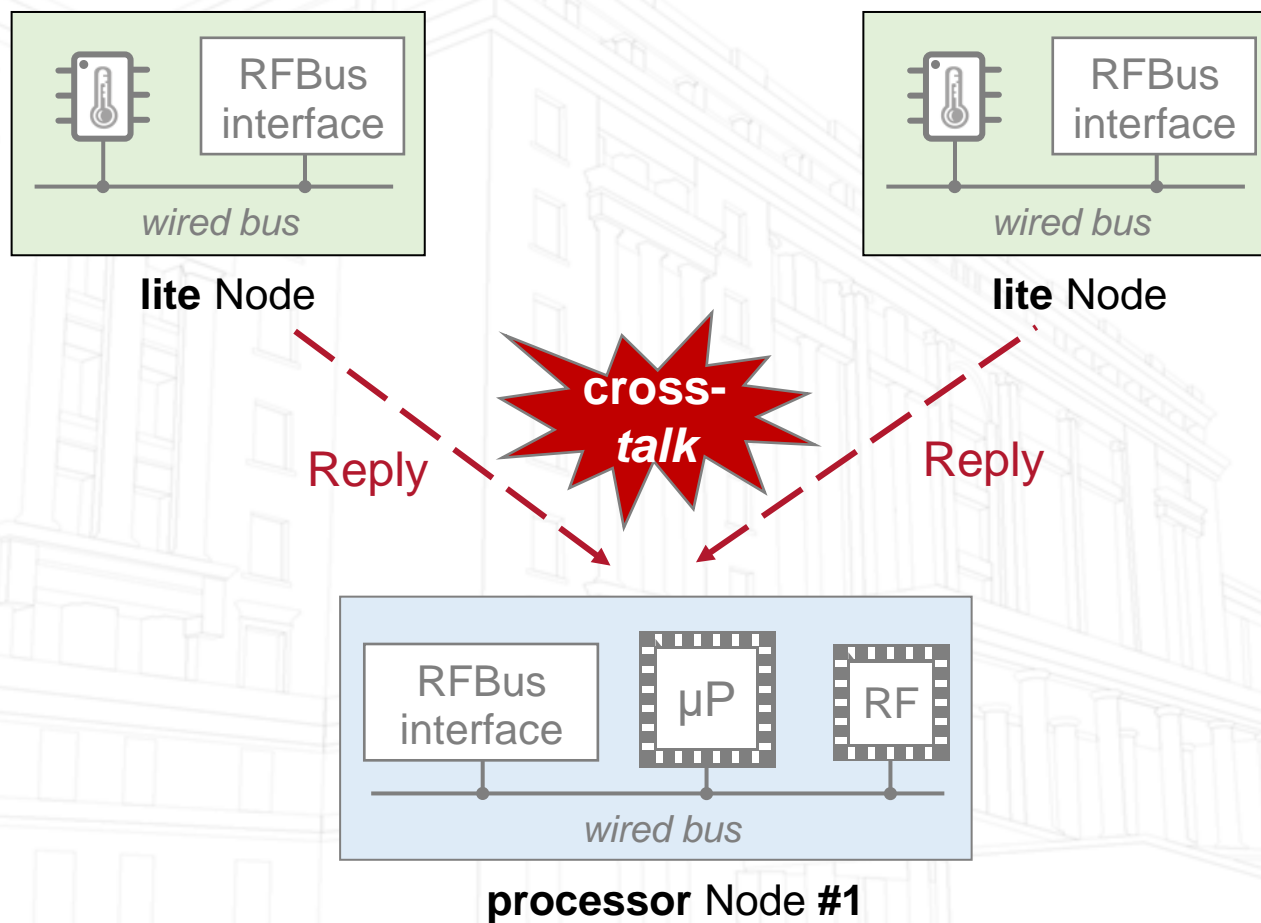 RFBus
interface
wired bus
lite Node
RFBus
interface
wired bus
lite Node
cross-
talk
Reply
Reply
RFBus
interface
µP
RF
wired bus
processor Node #1